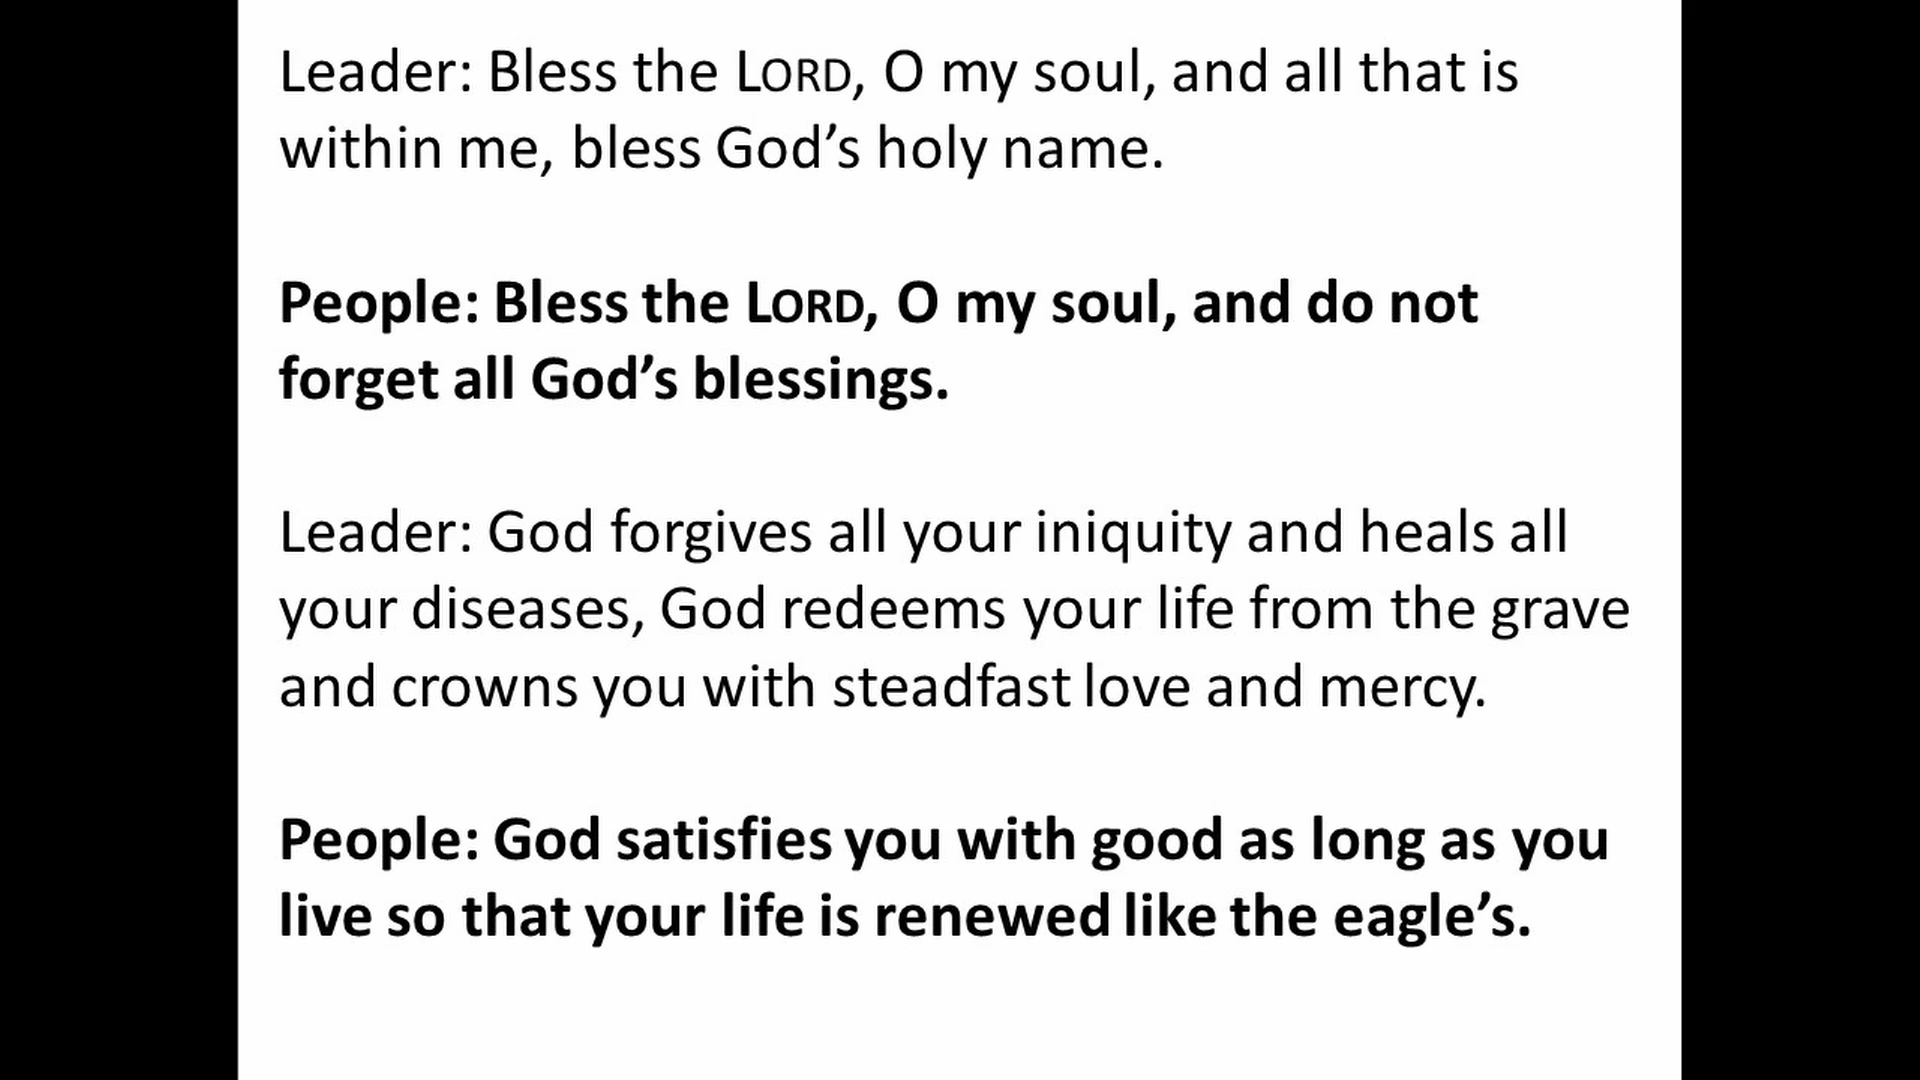 Leader: Bless the LORD, O my soul, and all that is
within me, bless God’s holy name.
People: Bless the LORD, O my soul, and do not
forget all God’s blessings.
Leader: God forgives all your iniquity and heals all
your diseases, God redeems your life from the grave
and crowns you with steadfast love and mercy.
People: God satisfies you with good as long as you
live so that your life is renewed like the eagle’s.